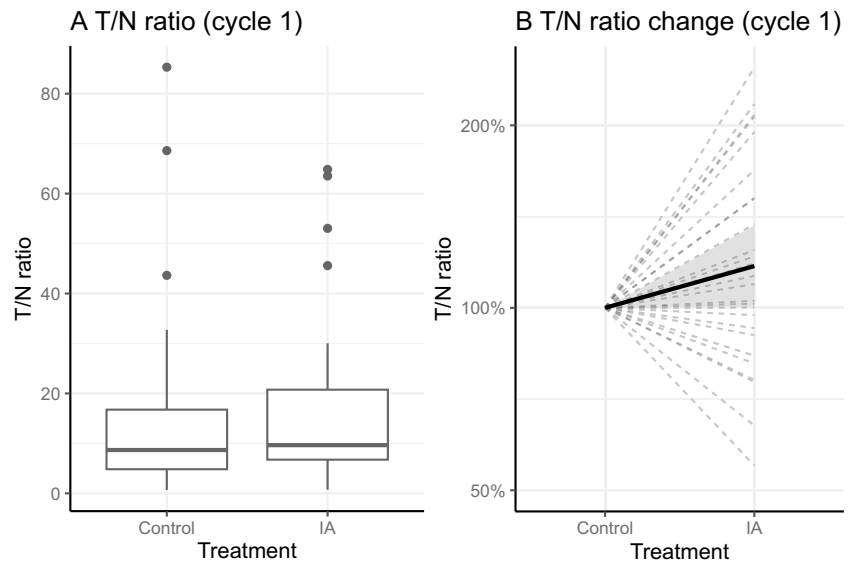 A T/N ratio (cycle 1)
T/N ratio
80
60
40
20
0
Control
IA
Treatment
B T/N ratio change (cycle 1)
T/N ratio
200%
100%
50%
Control
IA
Treatment